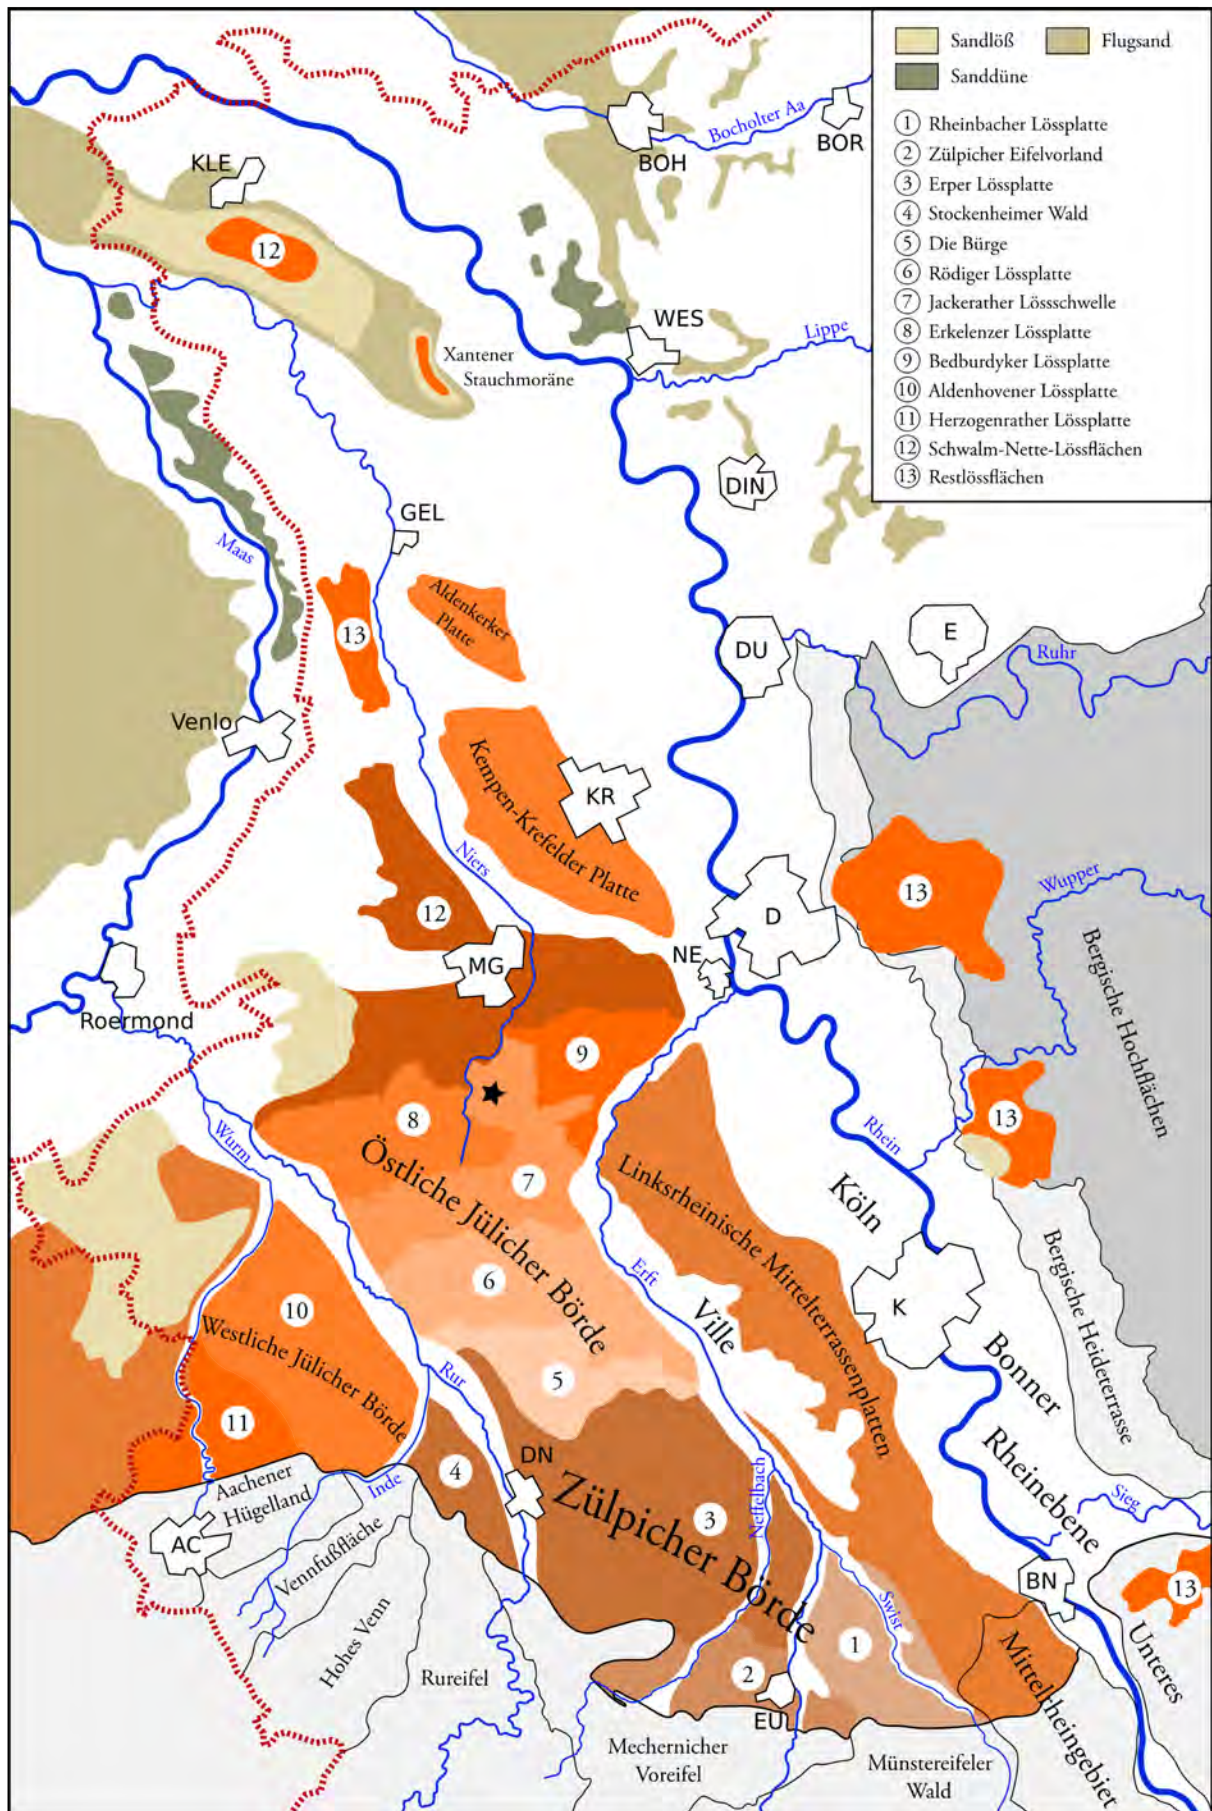 Sandlöß
Flugsand
Sanddüne
1 Rheinbacher Lössplatte
2 Zülpicher Eifelvorland
3 Erper Lössplatte
4 Stockenheimer Wald
5 Die Bürge
6 Rödiger Lössplatte
7 Jackerather Lössschwelle
8 Erkelenzer Lössplatte
9 Bedburdyker Lössplatte
10 Aldenhovener Lössplatte
11 Herzogenrather Lössplatte
12 Schwalm-Nette-Lössflächen
13 Restlössflächen
Bocholter Aa
BOR
BOH
KLE
12
WES
Lippe
Xantener
Stauchmoräne
DIN
GEL
Maas
Aldenkerker
Platte
13
DU
E
Ruhr
Venlo
Kempen-Krefelder Platte
KR
Niers
13
Wupper
12
D
MG
NE
Bergische Hochflächen
Roermond
9
8
13
Rhein
Wurm
Östliche Jülicher Börde
7
Linksrheinische Mittelterrassenplatten
Köln
Bonner
Rheinebene
Bergische Heideterrasse
6
Erft
10
Westliche Jülicher Börde
Ville
K
Rur
5
11
Aachener
Hügelland
Inde
4
DN
Zülpicher Börde
3
Neffelbach
Sieg
AC
Vennfußfläche
BN
13
Swist
Hohes Venn
1
Unteres
Mittelrheingebiet
Rureifel
2
EU
Mechernicher
Voreifel
Münstereifeler
Wald